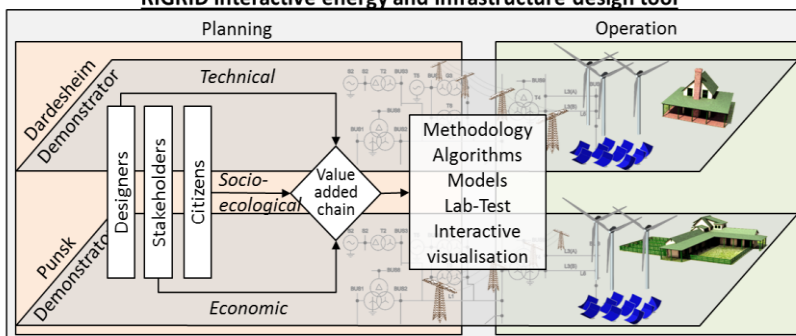 RIGRID interactive energy and infrastructure design tool
Planning
Operation
Dardesheim
Demonstrator
Technical
Designers
Stakeholders
Citizens
Socio-
ecological
Value
added
chain
Methodology
Algorithms
Models
Lab-Test
Interactive
visualisation
Punsk
Demonstrator
Economic